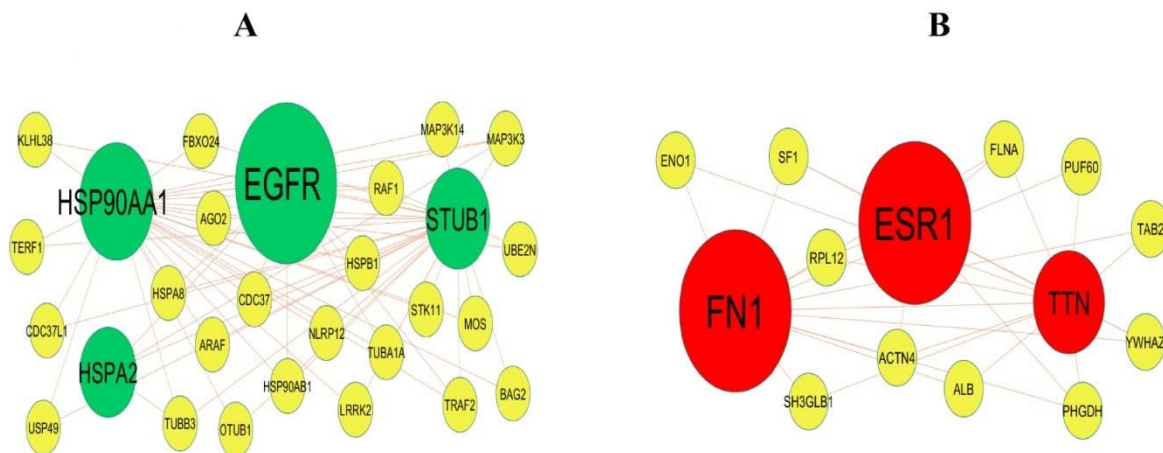 A
KLHL38
FBXO24
EGFR
MAP3K14
MAP3K3
HSP90AA1
RAF1
STUB1
AGO2
TERF1
UBE2N
HSPB1
HSPA8
CDC37
STK11
MOS
CDC37L1
ARAF
NLRP12
TUBA1A
HSPA2
HSP90AB1
BAG2
LRRK2
TRAF2
USP49
TUBB3
OTUB1
B
ENO1
SF1
FLNA
PUF60
ESR1
TAB2
RPL12
FN1
TTN
YWHAZ
ACTN4
ALB
SH3GLB1
PHGDH